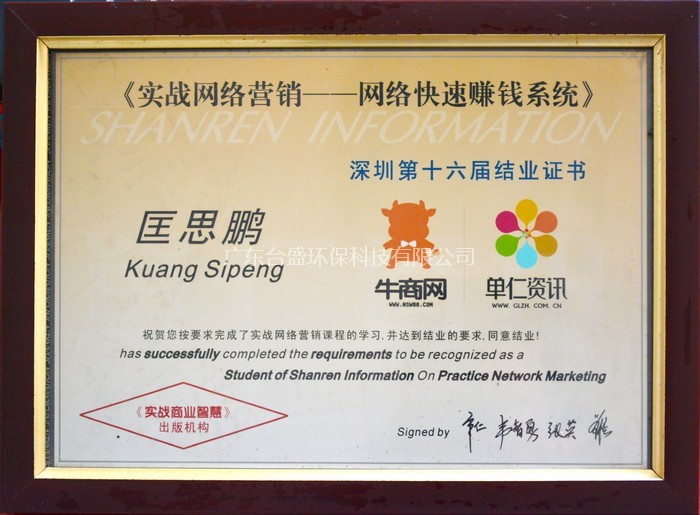 《实战网络营销——网络快速赚钱系统》
SHANREN INFORMATION
深圳第十六届结业证书
匡思鹏
Kuang Sipeng
广东台盛环保科技有限公司
牛商网
WWW.NSW88.COM
单仁资讯
WWW.GLZH.COM.CN
祝贺您按要求完成了实战网络营销课程的学习,并达到结业的要求,同意结业!
has successfully completed the requirements to be recognized as a
Student of Shanren Information On Practice Network Marketing
《实战商业智慧》
出版机构
Signed by